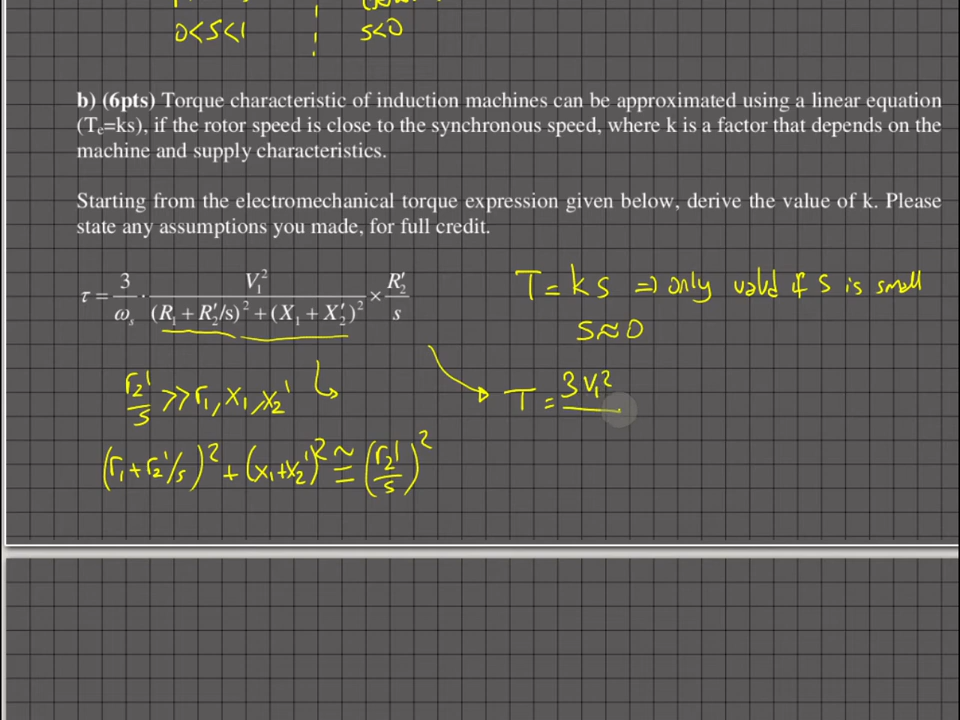 0<S<1
S<0
b) (6pts) Torque characteristic of induction machines can be approximated using a linear equation
(Te=ks), if the rotor speed is close to the synchronous speed, where k is a factor that depends on the
machine and supply characteristics.
Starting from the electromechanical torque expression given below, derive the value of k. Please
state any assumptions you made, for full credit.
τ = 3/ω_s · V₁²/((R₁ + R₂′/s)² + (X₁ + X₂′)²) × R₂′/s
T = k s ⇒ only valid if s is small
s≈0
r₂′/s >> r₁, x₁, x₂′
T = 3V₁²
(r₁+r₂′/s)² + (x₁+x₂′)² ≅ (r₂′/s)²